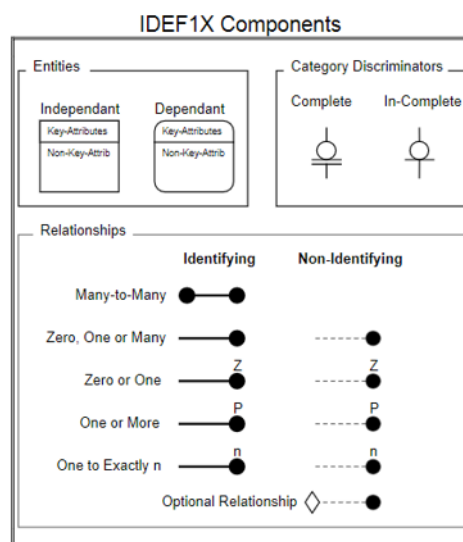 IDEF1X Components
Entities
Independant
Dependant
Key-Attributes
Key-Attributes
Non-Key-Attrib
Non-Key-Attrib
Category Discriminators
Complete
In-Complete
Relationships
Identifying
Non-Identifying
Many-to-Many
Zero, One or Many
Zero or One
Z
Z
One or More
P
P
One to Exactly n
n
n
Optional Relationship